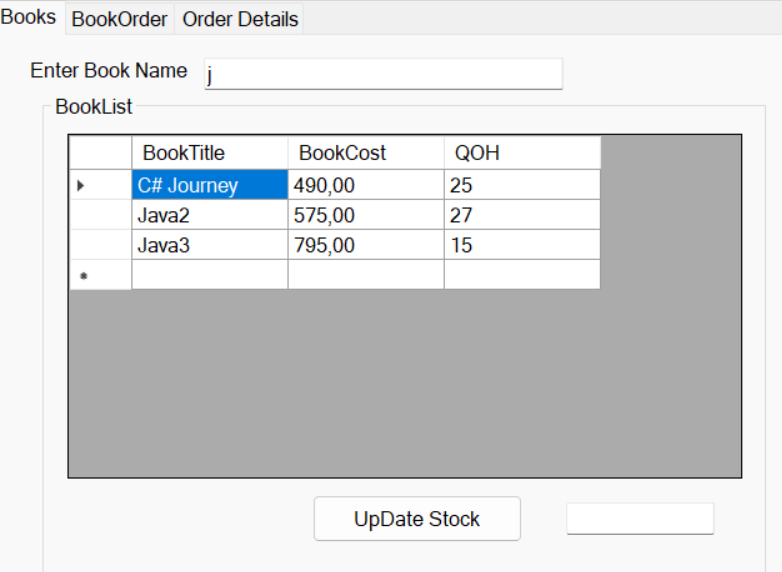 Books BookOrder Order Details
Enter Book Name j
BookList
BookTitle BookCost QOH
C# Journey 490,00 25
Java2 575,00 27
Java3 795,00 15
UpDate Stock